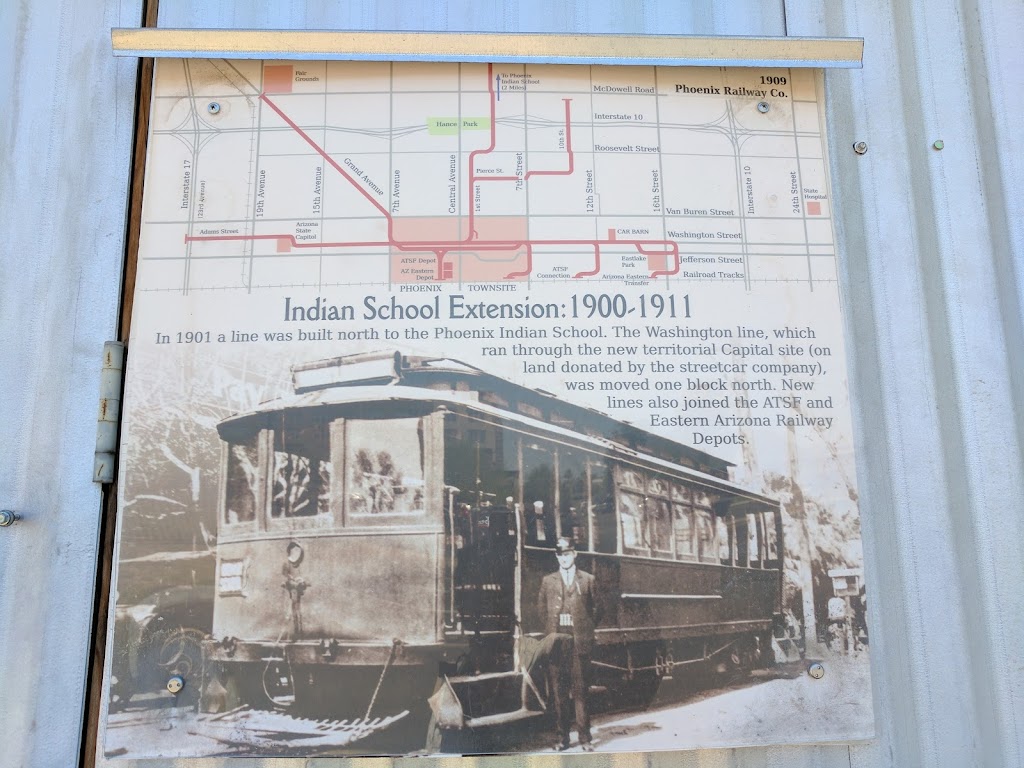 1909
Phoenix Railway Co.
Fair
Grounds
To Phoenix
Indian School
(2 Miles)
McDowell Road
Interstate 10
Hance Park
Roosevelt Street
Grand Avenue
10th St.
Pierce St.
Interstate 17
(23rd Avenue)
19th Avenue
15th Avenue
7th Avenue
Central Avenue
1st Street
7th Street
12th Street
16th Street
Interstate 10
24th Street
State
Hospital
Van Buren Street
Adams Street
Arizona
State
Capitol
CAR BARN
Washington Street
ATSF Depot
AZ Eastern
Depot
ATSF
Connection
Eastlake
Park
Arizona Eastern
Transfer
Jefferson Street
Railroad Tracks
PHOENIX TOWNSITE
Indian School Extension:1900-1911
In 1901 a line was built north to the Phoenix Indian School. The Washington line, which
ran through the new territorial Capital site (on
land donated by the streetcar company),
was moved one block north. New
lines also joined the ATSF and
Eastern Arizona Railway
Depots.